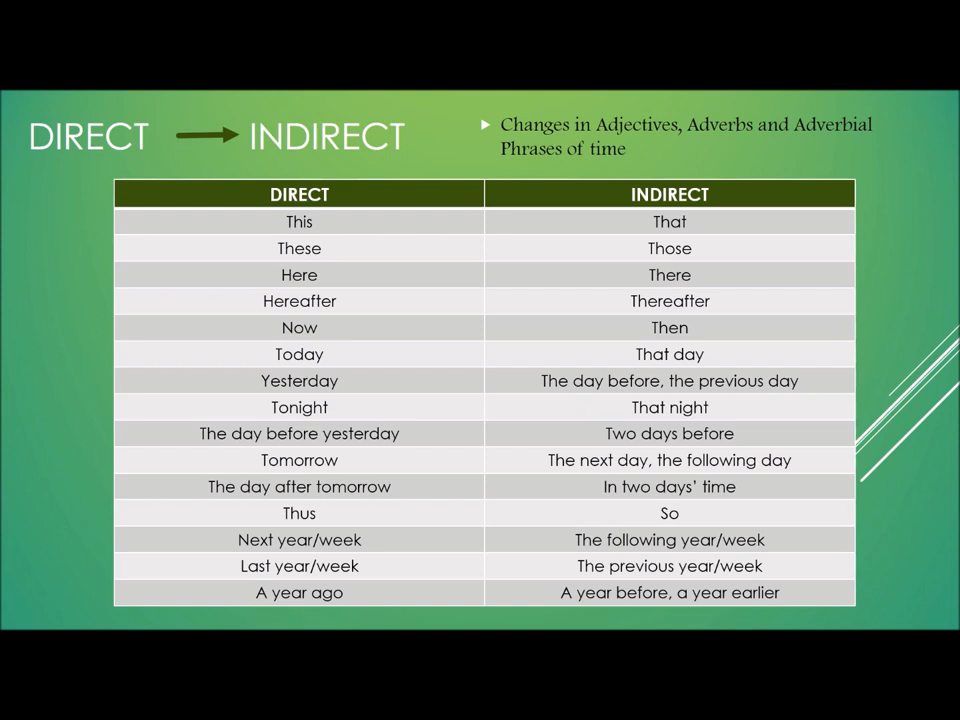 DIRECT INDIRECT
Changes in Adjectives, Adverbs and Adverbial
Phrases of time
DIRECT INDIRECT
This That
These Those
Here There
Hereafter Thereafter
Now Then
Today That day
Yesterday The day before, the previous day
Tonight That night
The day before yesterday Two days before
Tomorrow The next day, the following day
The day after tomorrow In two days’ time
Thus So
Next year/week The following year/week
Last year/week The previous year/week
A year ago A year before, a year earlier